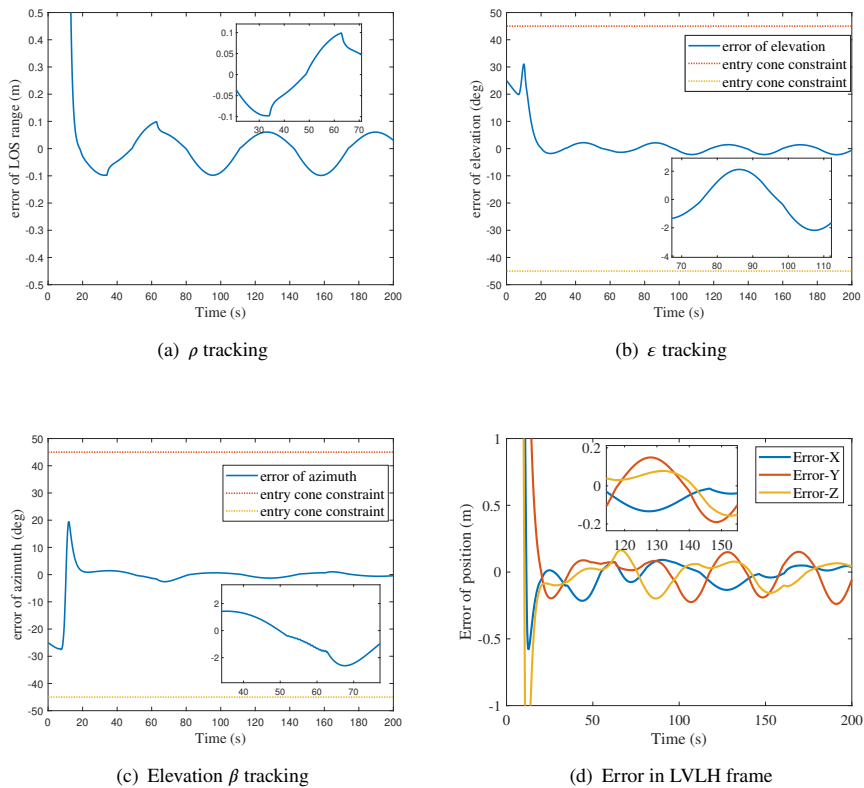 0.5
0.4
0.3
0.2
0.1
0
-0.1
-0.2
-0.3
-0.4
-0.5
error of LOS range (m)
0.1
0.05
0
-0.05
-0.1
30 40 50 60 70
0 20 40 60 80 100 120 140 160 180 200
Time (s)
(a) ρ tracking
50
40
30
20
10
0
-10
-20
-30
-40
-50
error of elevation (deg)
error of elevation
entry cone constraint
entry cone constraint
2
0
-2
-4
70 80 90 100 110
0 20 40 60 80 100 120 140 160 180 200
Time (s)
(b) ε tracking
50
40
30
20
10
0
-10
-20
-30
-40
-50
error of azimuth (deg)
error of azimuth
entry cone constraint
entry cone constraint
2
0
-2
40 50 60 70
0 20 40 60 80 100 120 140 160 180 200
Time (s)
(c) Elevation β tracking
1
0.5
0
-0.5
-1
Error of position (m)
0.2
0
-0.2
120 130 140 150
Error-X
Error-Y
Error-Z
0 50 100 150 200
Time (s)
(d) Error in LVLH frame